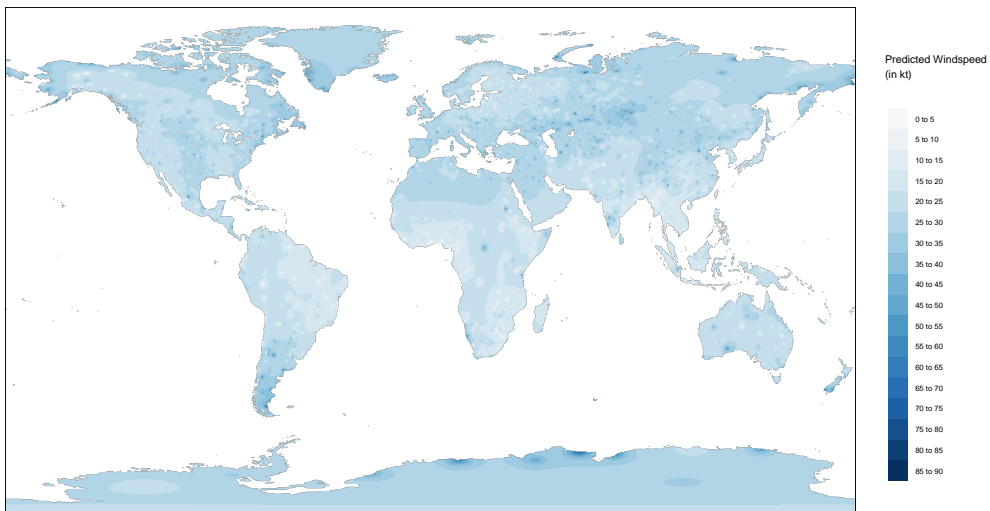 Predicted Windspeed
(in kt)
0 to 5
5 to 10
10 to 15
15 to 20
20 to 25
25 to 30
30 to 35
35 to 40
40 to 45
45 to 50
50 to 55
55 to 60
60 to 65
65 to 70
70 to 75
75 to 80
80 to 85
85 to 90